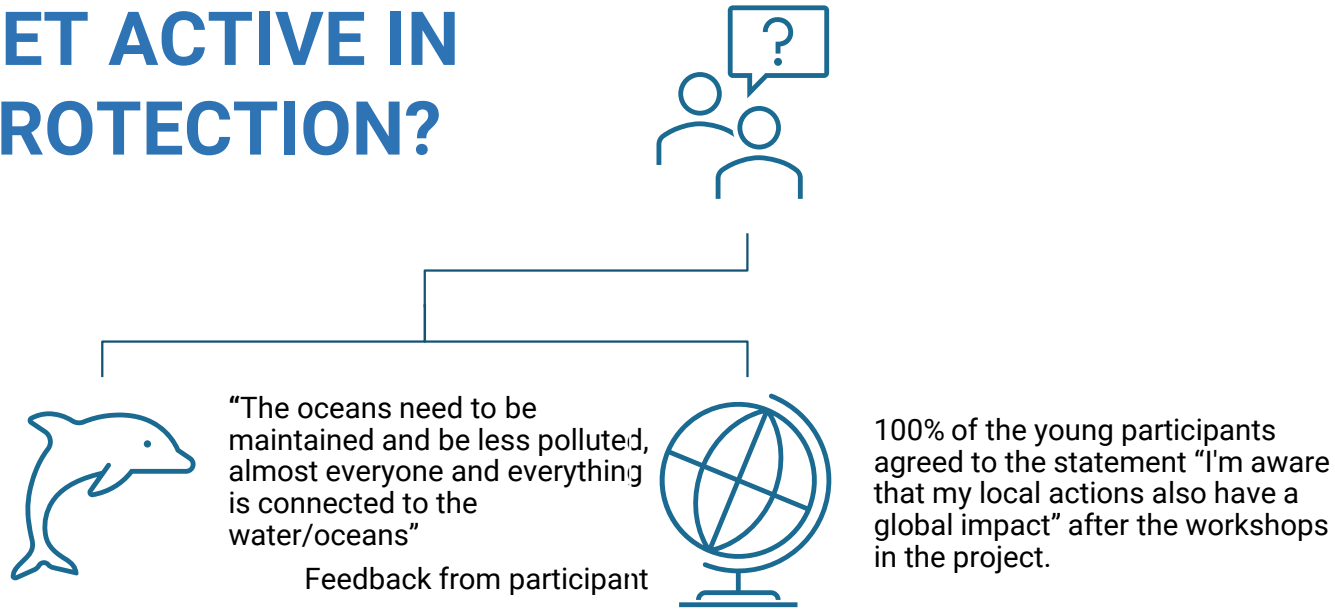 ET ACTIVE IN
ROTECTION?
?
“The oceans need to be
maintained and be less polluted,
almost everyone and everything
is connected to the
water/oceans”
Feedback from participant
100% of the young participants
agreed to the statement “I'm aware
that my local actions also have a
global impact” after the workshops
in the project.